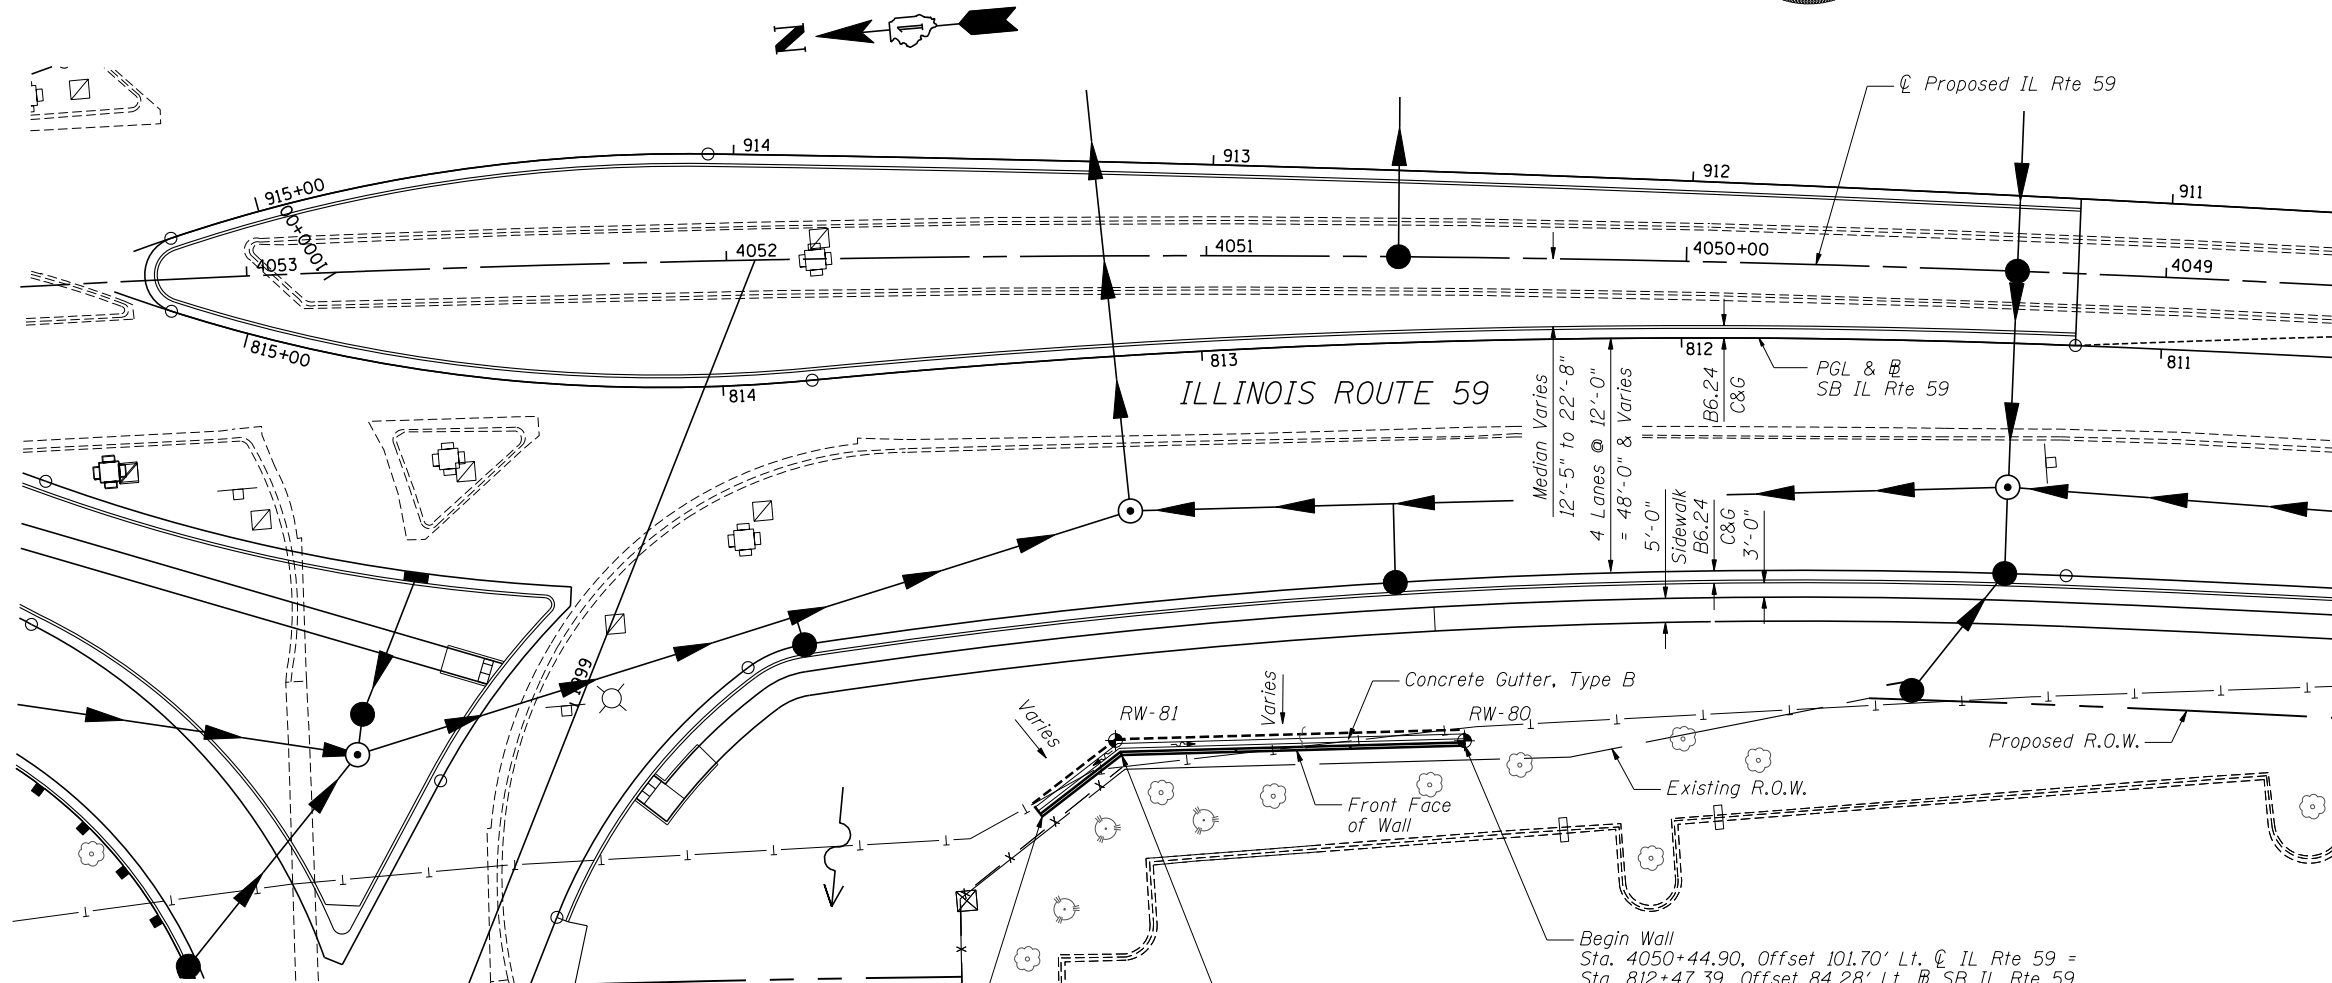 N
℄ Proposed IL Rte 59
914
913
912
911
915+00
1000+00
4053
4052
4051
4050+00
4049
815+00
814
813
812
811
ILLINOIS ROUTE 59
PGL & ⅊
SB IL Rte 59
Median Varies
12'-5" to 22'-8"
4 Lanes @ 12'-0"
= 48'-0" & Varies
B6.24
C&G
5'-0"
Sidewalk
B6.24
C&G
3'-0"
999
Varies
RW-81
Varies
Concrete Gutter, Type B
RW-80
Proposed R.O.W.
Existing R.O.W.
Front Face
of Wall
Begin Wall
Sta. 4050+44.90, Offset 101.70' Lt. ℄ IL Rte 59 =
Sta. 812+47.39, Offset 84.28' Lt. ⅊ SB IL Rte 59